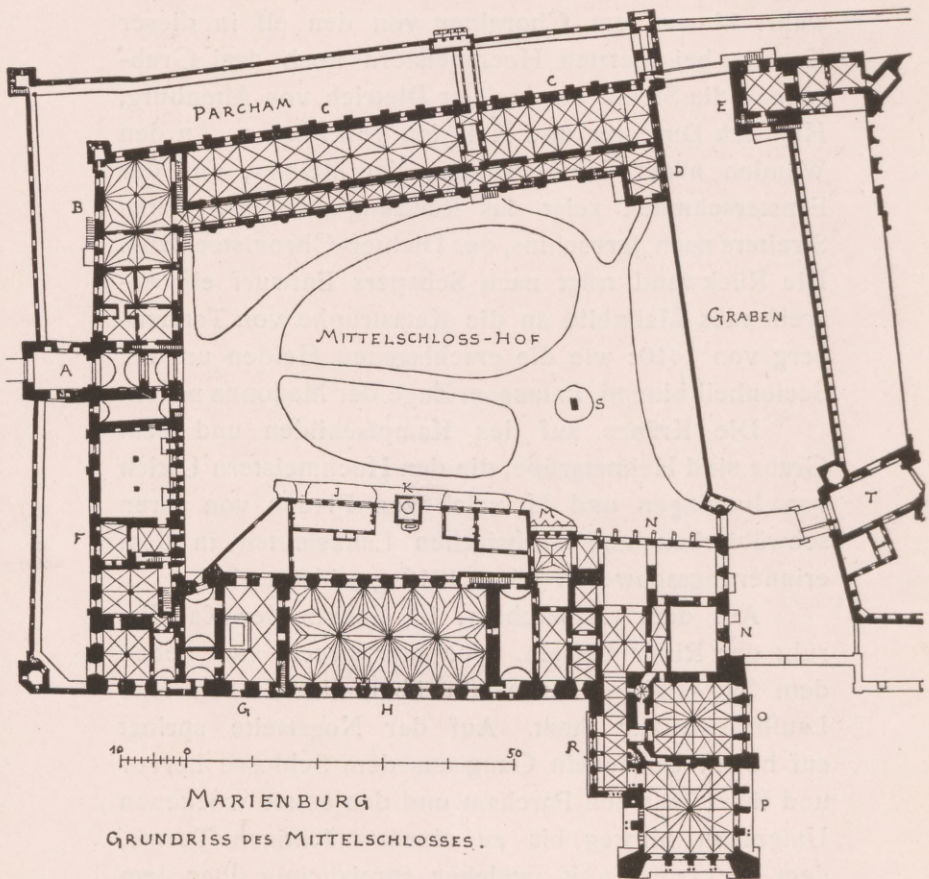 PARCHAM
C
C
E
B
D
GRABEN
MITTELSCHLOSS-HOF
A
S
J
K
L
M
N
T
F
N
G
H
O
R
P
10
0
50
MARIENBURG
GRUNDRISS DES MITTELSCHLOSSES.